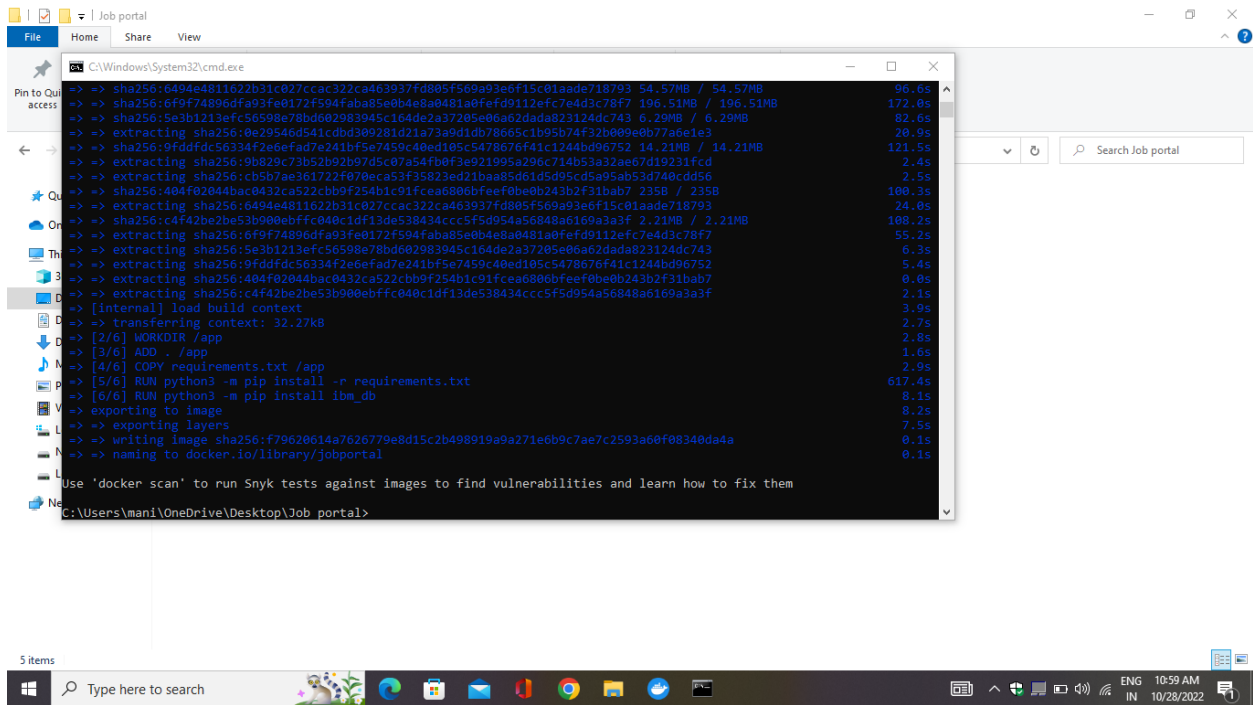 Job portal
File Home Share View
Pin to Qui
access
C:\Windows\System32\cmd.exe
=> => sha256:6494e4811622b31c027ccac322ca463937fd805f569a93e6f15c01aade718793 54.57MB / 54.57MB 96.6s
=> => sha256:6f9f74896dfa93fe0172f594faba85e0b4e8a0481a0fefd9112efc7e4d3c78f7 196.51MB / 196.51MB 172.0s
=> => sha256:5e3b1213efc56598e78bd602983945c164de2a37205e06a62dada823124dc743 6.29MB / 6.29MB 82.6s
=> => extracting sha256:0e29546d541cdbd309281d21a73a9d1db78665c1b95b74f32b009e0b77a6e1e3 20.9s
=> => sha256:9fddfdc56334f2e6efad7e241bf5e7459c40ed105c5478676f41c1244bd96752 14.21MB / 14.21MB 121.5s
=> => extracting sha256:9b829c73b52b92b97d5c07a54fb0f3e921995a296c714b53a32ae67d19231fcd 2.4s
=> => extracting sha256:cb5b7ae361722f070eca53f35823ed21baa85d61d5d95cd5a95ab53d740cdd56 2.5s
=> => sha256:404f02044bac0432ca522cbb9f254b1c91fcea6806bfeef0be0b243b2f31bab7 235B / 235B 100.3s
=> => extracting sha256:6494e4811622b31c027ccac322ca463937fd805f569a93e6f15c01aade718793 24.0s
=> => sha256:c4f42be2be53b900ebffc040c1df13de538434ccc5f5d954a56848a6169a3a3f 2.21MB / 2.21MB 108.2s
=> => extracting sha256:6f9f74896dfa93fe0172f594faba85e0b4e8a0481a0fefd9112efc7e4d3c78f7 55.2s
=> => extracting sha256:5e3b1213efc56598e78bd602983945c164de2a37205e06a62dada823124dc743 6.3s
=> => extracting sha256:9fddfdc56334f2e6efad7e241bf5e7459c40ed105c5478676f41c1244bd96752 5.4s
=> => extracting sha256:404f02044bac0432ca522cbb9f254b1c91fcea6806bfeef0be0b243b2f31bab7 0.0s
=> => extracting sha256:c4f42be2be53b900ebffc040c1df13de538434ccc5f5d954a56848a6169a3a3f 2.1s
=> [internal] load build context 3.9s
=> => transferring context: 32.27kB 2.7s
=> [2/6] WORKDIR /app 2.8s
=> [3/6] ADD . /app 1.6s
=> [4/6] COPY requirements.txt /app 2.9s
=> [5/6] RUN python3 -m pip install -r requirements.txt 617.4s
=> [6/6] RUN python3 -m pip install ibm_db 8.1s
=> exporting to image 8.2s
=> => exporting layers 7.5s
=> => writing image sha256:f79620614a7626779e8d15c2b498919a9a271e6b9c7ae7c2593a60f08340da4a 0.1s
=> => naming to docker.io/library/jobportal 0.1s
Use 'docker scan' to run Snyk tests against images to find vulnerabilities and learn how to fix them
C:\Users\mani\OneDrive\Desktop\Job portal>
Search Job portal
Qu
On
Thi
3
D
D
D
M
P
V
L
N
L
Ne
5 items
Type here to search
ENG 10:59 AM
IN 10/28/2022
1